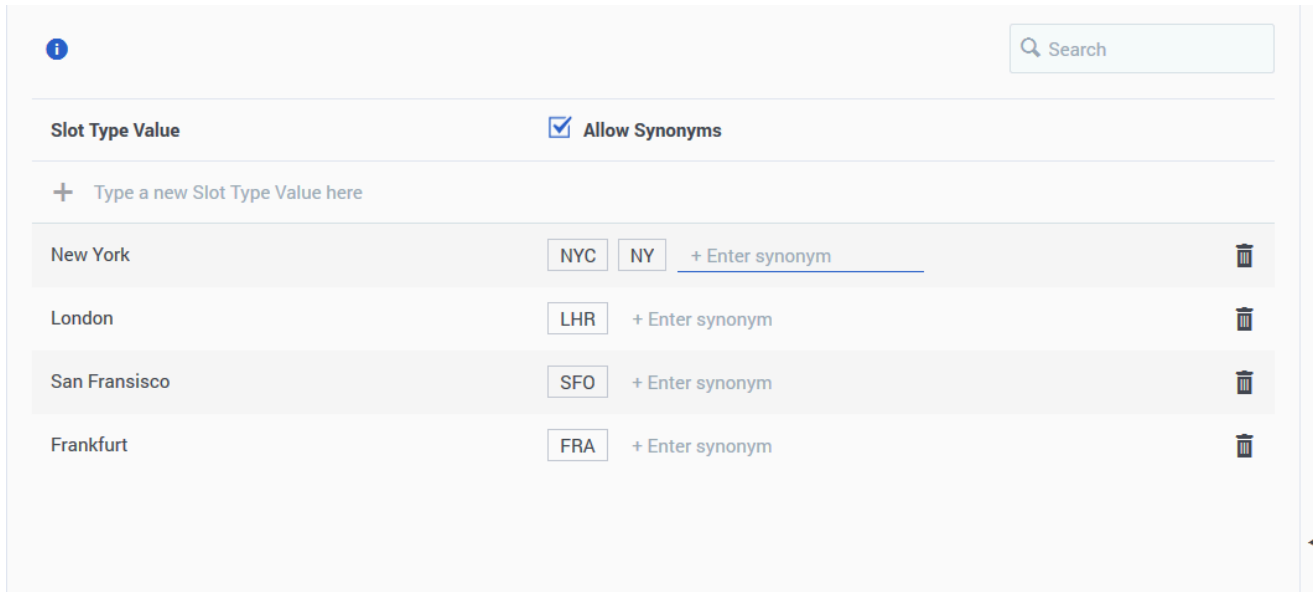 Search
Slot Type Value Allow Synonyms
+ Type a new Slot Type Value here
New York NYC NY + Enter synonym
London LHR + Enter synonym
San Fransisco SFO + Enter synonym
Frankfurt FRA + Enter synonym